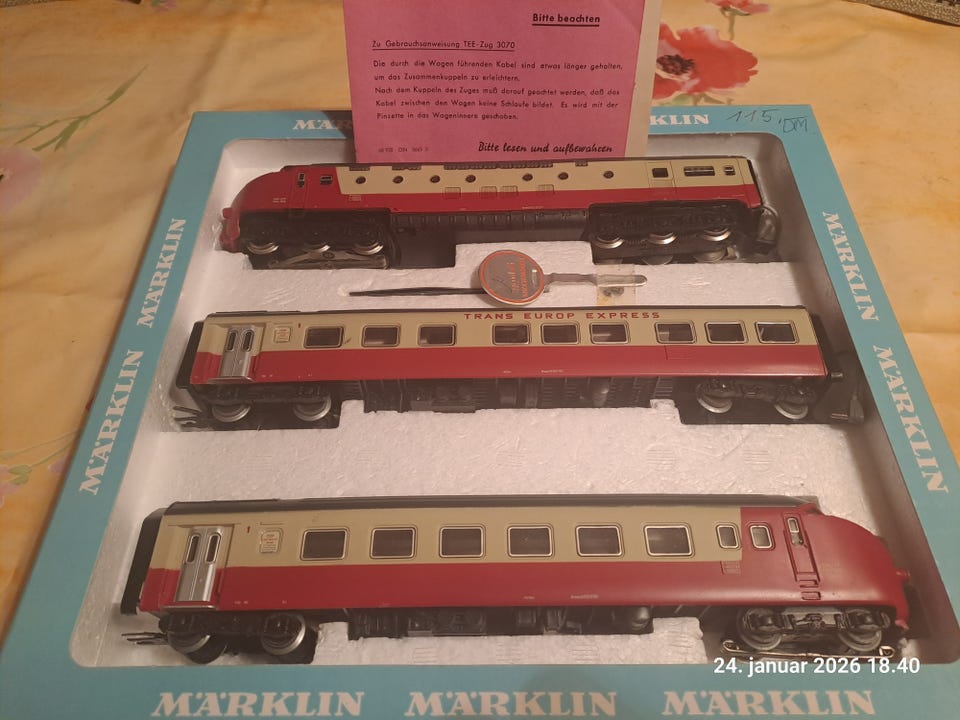 Bitte beachten
Zu Gebrauchsanweisung TEE-Zug 3070
Die durch die Wagen führenden Kabel sind etwas länger gehalten,
um das Zusammenkuppeln zu erleichtern.
Nach dem Kuppeln des Zuges muß darauf geachtet werden, daß das
Kabel zwischen den Wagen keine Schlaufe bildet. Es wird mit der
Pinzette in das Wageninnere geschoben.
Bitte lesen und aufbewahren
MÄR
KLIN
115,- DM.
MÄRKLIN
MÄRKLIN
TRANS EUROP EXPRESS
MÄRKLIN
MÄRKLIN
24. januar 2026 18.40
MÄRKLIN
MÄRKLIN
MÄRKLIN